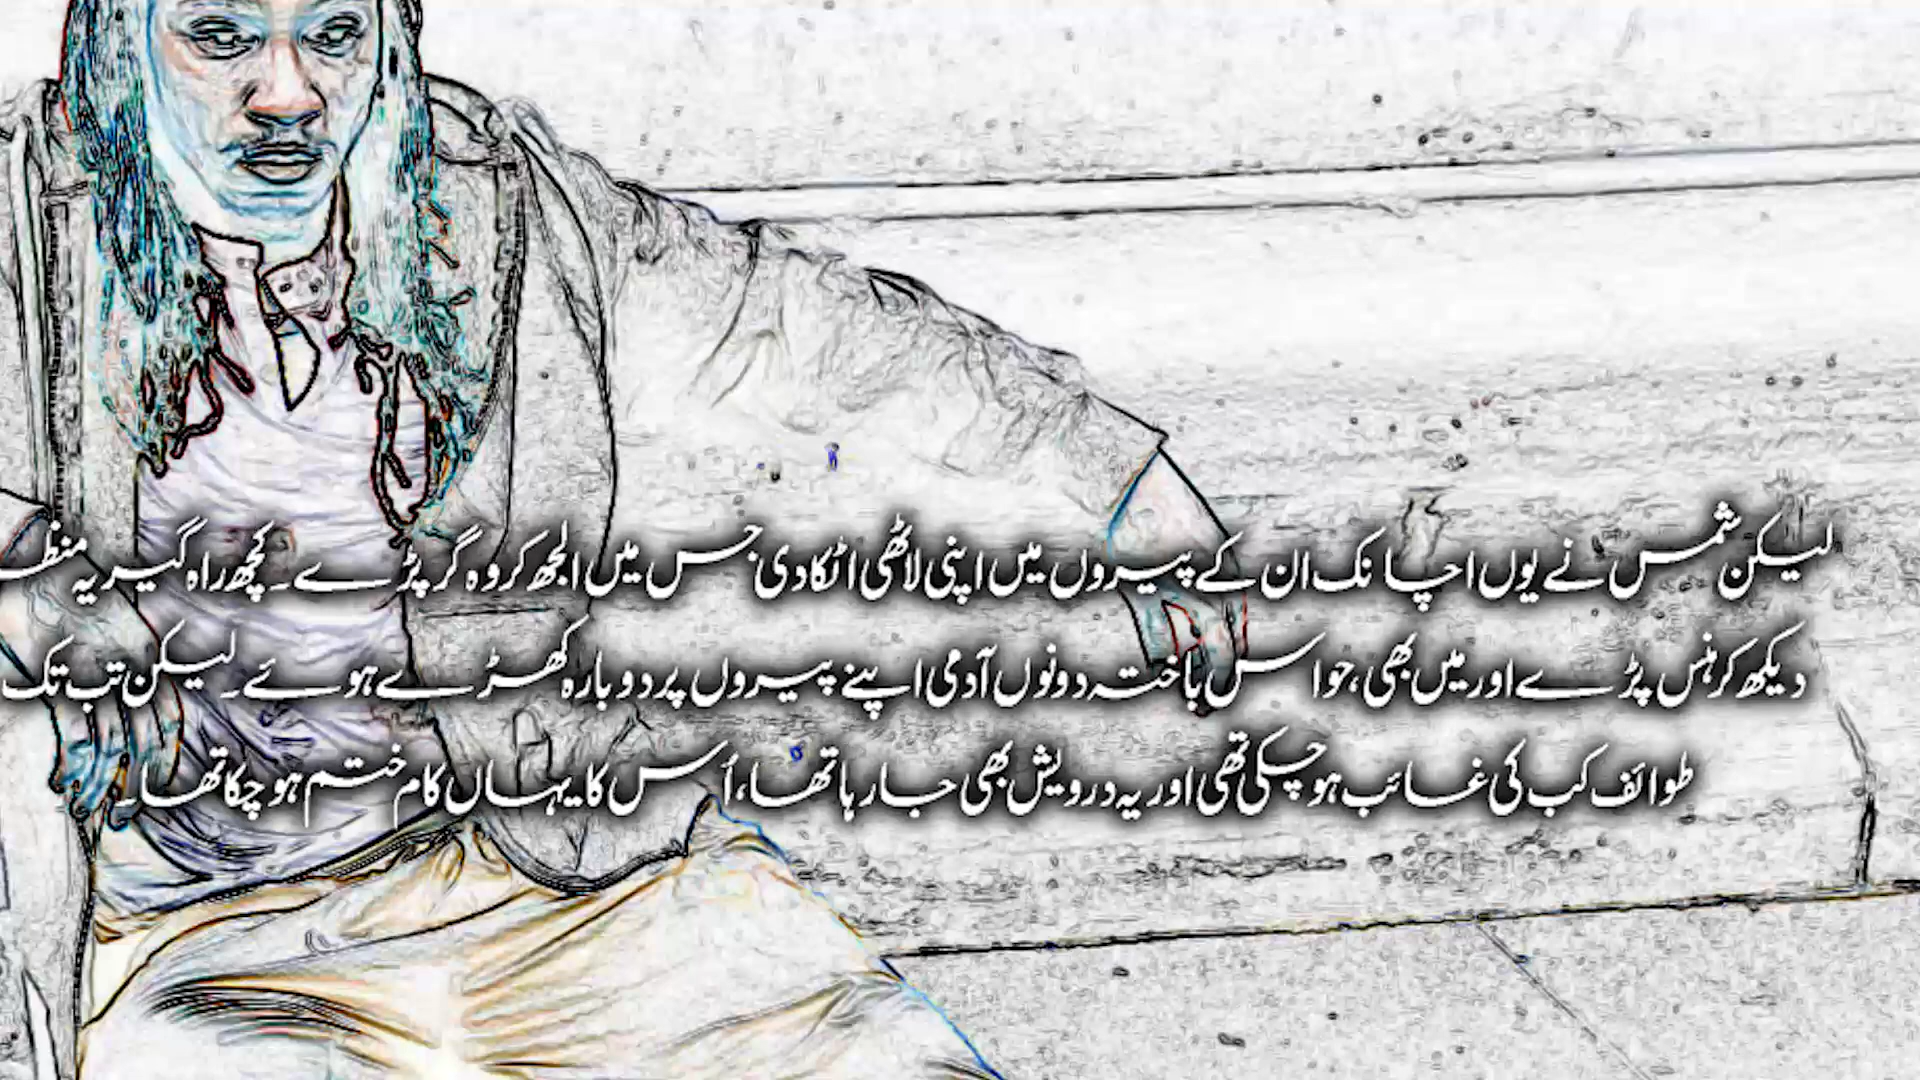 لیکن شمس نے یوں اچانک ان کے پیروں میں اپنی لاٹھی اٹکا دی جس میں الجھ کر وہ گر پڑے۔ کچھ راہ گیر یہ
دیکھ کر ہنس پڑے اور میں بھی، حواس باختہ دونوں آدمی اپنے پیروں پر دوبارہ کھڑے ہوئے۔ لیکن تب تک
طوائف کب کی غائب ہو چکی تھی اور یہ درویش بھی جا رہا تھا، اُس کا یہاں کام ختم ہو چکا تھا۔